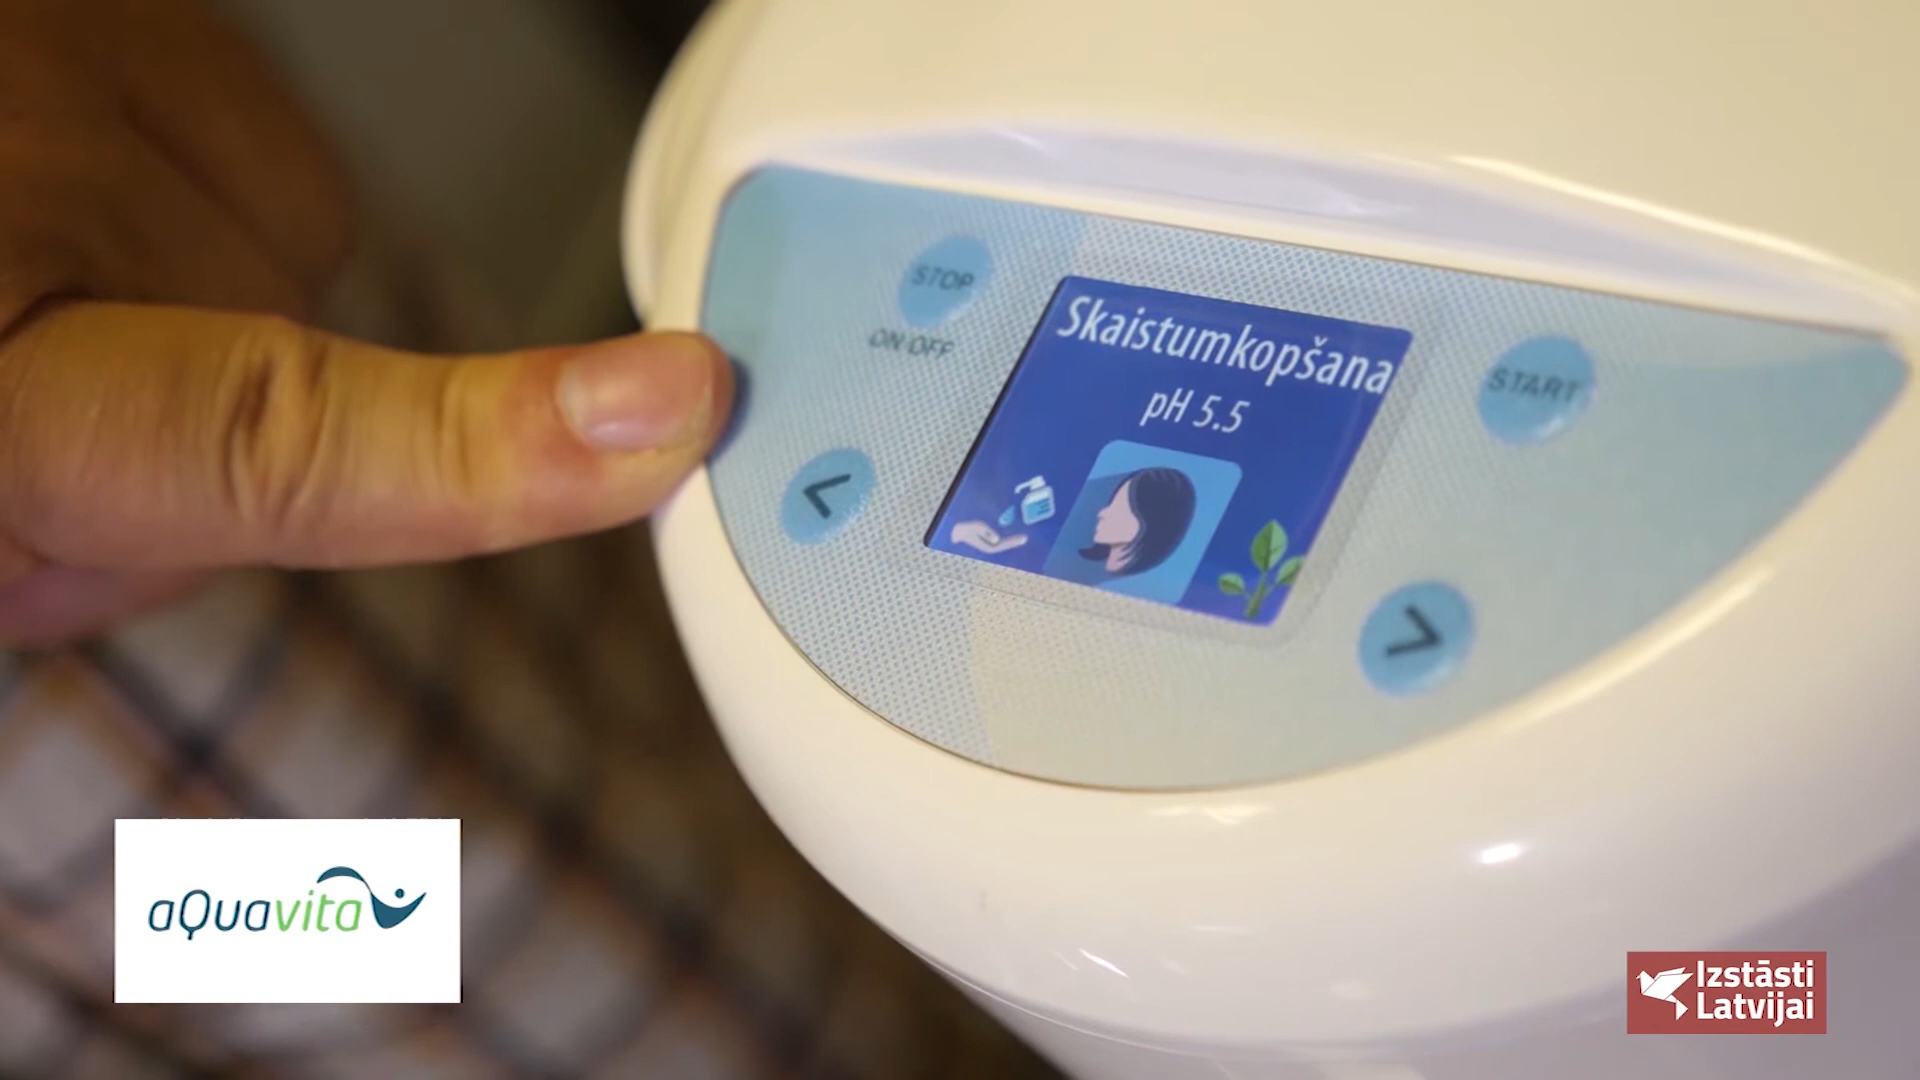 STOP
ON/OFF
Skaistumkopšana
pH 5.5
START
<
>
aQuavita
Izstāsti
Latvijai